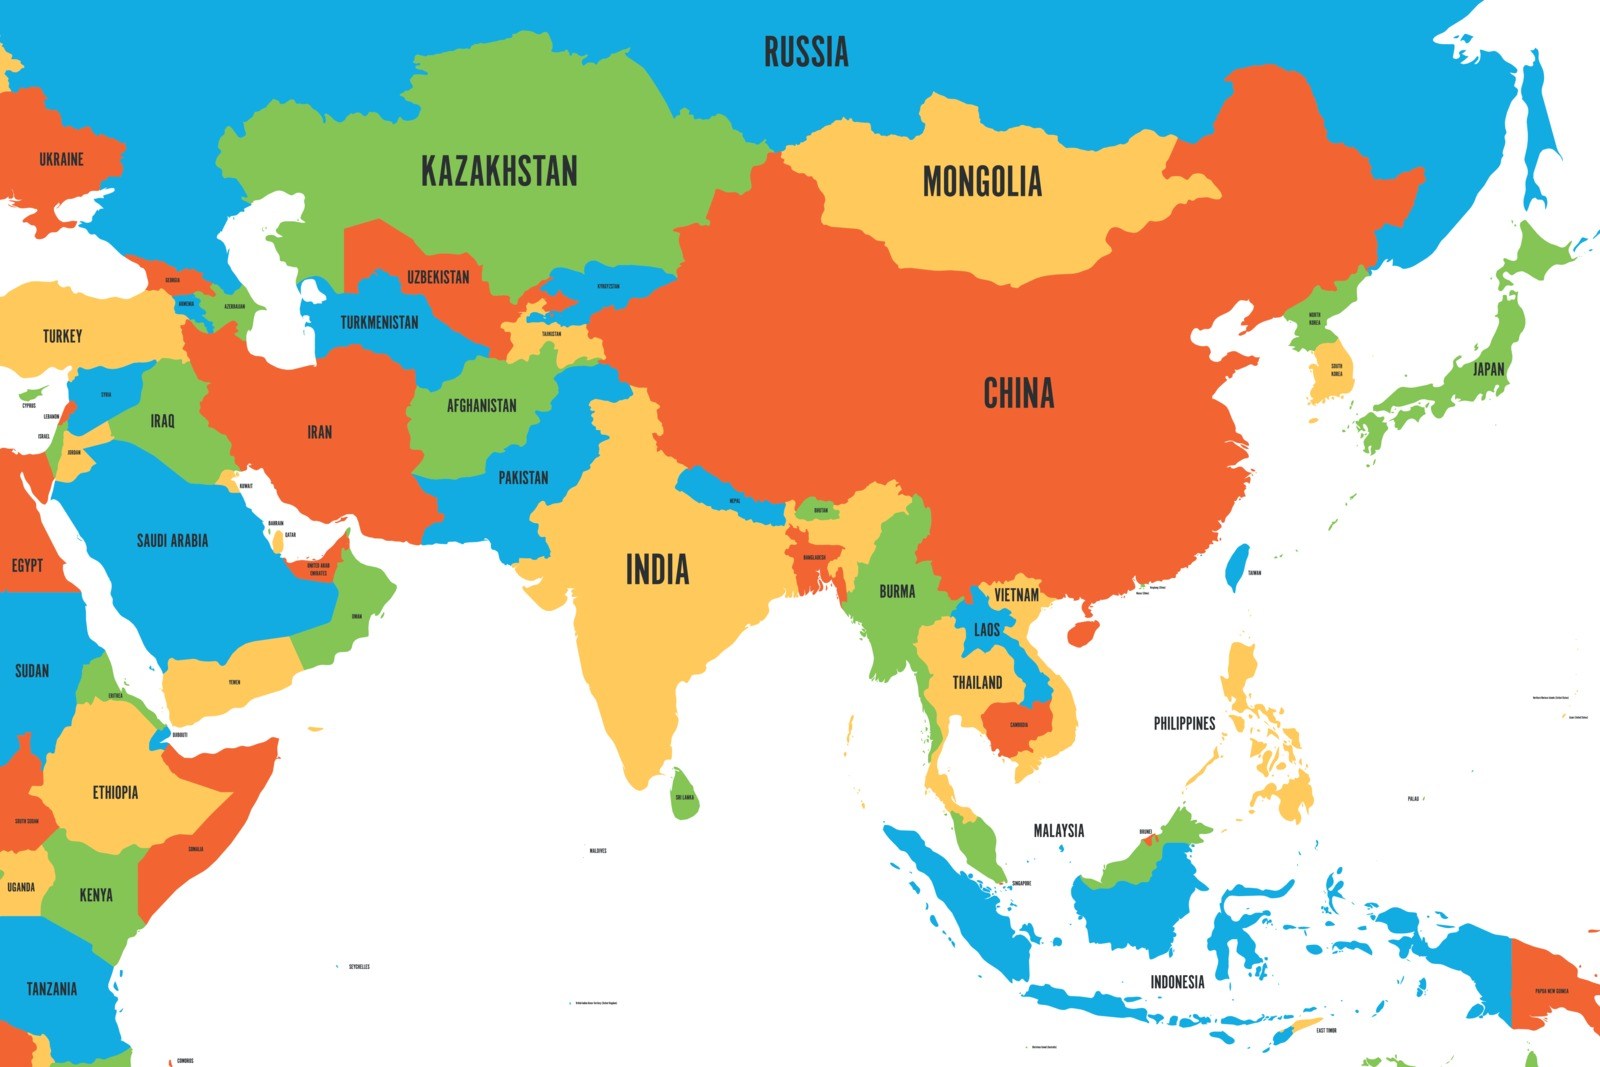 RUSSIA
UKRAINE
KAZAKHSTAN
MONGOLIA
GEORGIA
UZBEKISTAN
KYRGYZSTAN
ARMENIA
AZERBAIJAN
TURKEY
TURKMENISTAN
TAJIKISTAN
NORTH
KOREA
SOUTH
KOREA
JAPAN
CYPRUS
SYRIA
LEBANON
ISRAEL
IRAQ
IRAN
AFGHANISTAN
CHINA
JORDAN
KUWAIT
PAKISTAN
NEPAL
BHUTAN
BAHRAIN
QATAR
SAUDI ARABIA
EGYPT
UNITED ARAB
EMIRATES
INDIA
BANGLADESH
TAIWAN
BURMA
VIETNAM
OMAN
LAOS
SUDAN
YEMEN
THAILAND
ERITREA
CAMBODIA
PHILIPPINES
DJIBOUTI
ETHIOPIA
SRI LANKA
PALAU
SOUTH SUDAN
MALAYSIA
BRUNEI
SOMALIA
MALDIVES
UGANDA
KENYA
SINGAPORE
SEYCHELLES
INDONESIA
TANZANIA
PAPUA NEW GUINEA
EAST TIMOR
COMOROS